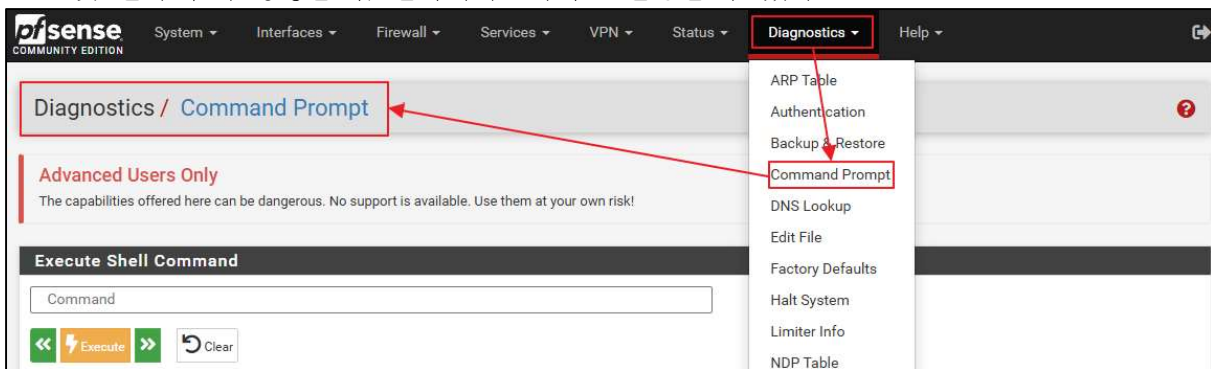 pfsense
COMMUNITY EDITION
System
Interfaces
Firewall
Services
VPN
Status
Diagnostics
Help
ARP Table
Authentication
Backup & Restore
Command Prompt
DNS Lookup
Edit File
Factory Defaults
Halt System
Limiter Info
NDP Table
Diagnostics / Command Prompt
Advanced Users Only
The capabilities offered here can be dangerous. No support is available. Use them at your own risk!
Execute Shell Command
Command
Execute
Clear